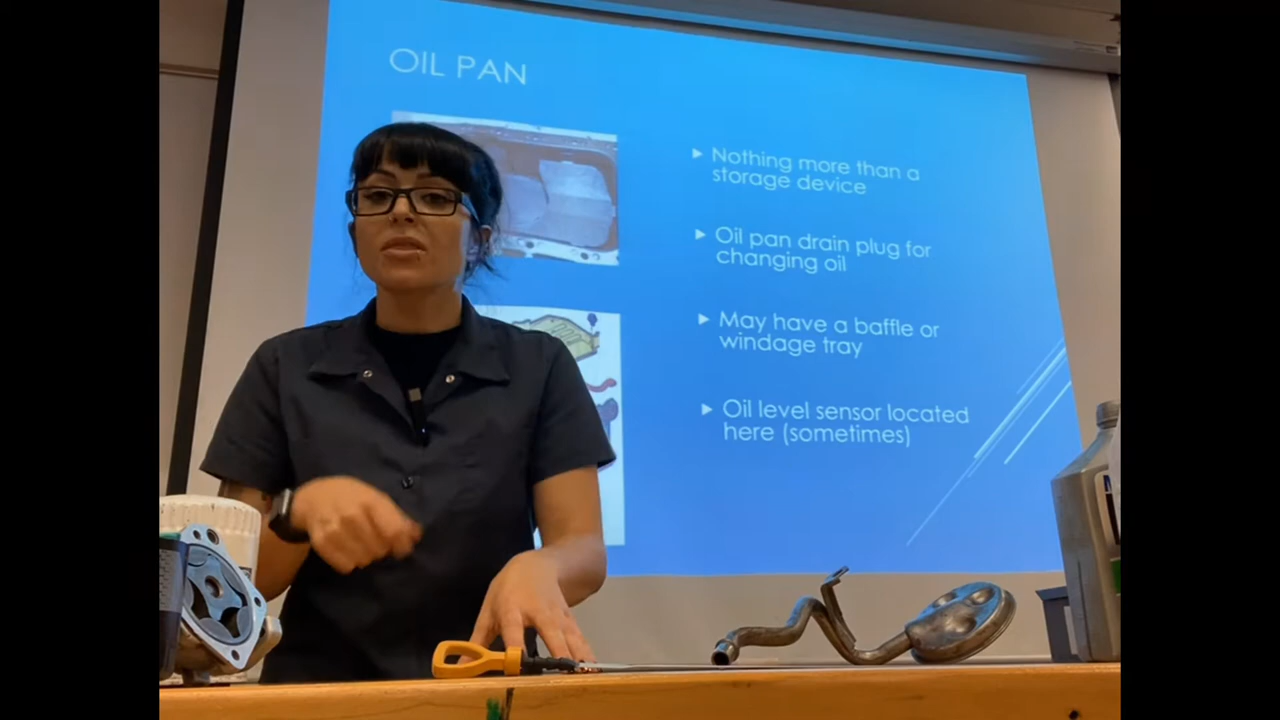 OIL PAN
Nothing more than a
storage device
Oil pan drain plug for
changing oil
May have a baffle or
windage tray
Oil level sensor located
here (sometimes)